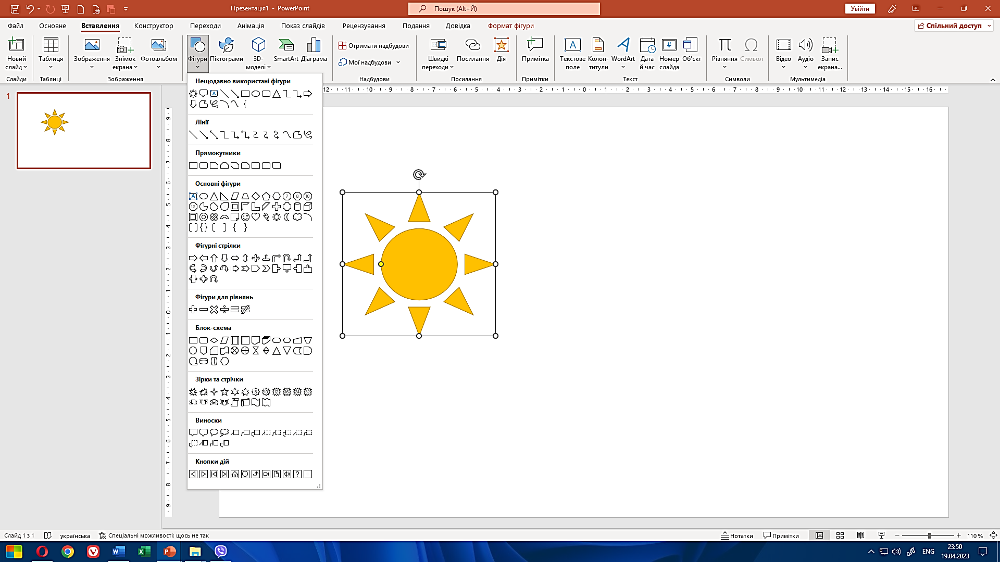 Презентація1 - PowerPoint
Пошук (Alt+Й)
Увійти
Файл
Основне
Вставлення
Конструктор
Переходи
Анімація
Показ слайдів
Рецензування
Подання
Довідка
Формат фігури
Спільний доступ
Новий слайд
Таблиця
Зображення
Знімок екрана
Фотоальбом
Фігури
Піктограми
3D-моделі
SmartArt
Діаграма
Отримати надбудови
Мої надбудови
Швидкі переходи
Посилання
Дія
Примітка
Текстове поле
Колон-титули
WordArt
Дата й час
Номер слайда
Об'єкт
Рівняння
Символ
Відео
Аудіо
Запис екрана...
Слайди
Таблиці
Зображення
Надбудови
Посилання
Примітки
Текст
Символи
Мультимедіа
1
Нещодавно використані фігури
Лінії
Прямокутники
Основні фігури
Фігурні стрілки
Фігури для рівнянь
Блок-схема
Зірки та стрічки
Виноски
Кнопки дій
12 11 10 9 8 7 6 5 4 3 2 1 0 1 2 3 4 5 6 7 8 9 10 11 12 13 14 15 16
9 8 7 6 5 4 3 2 1 0 1 2 3 4 5 6 7 8 9
Слайд 1 з 1
українська
Спеціальні можливості: щось не так
Нотатки
Примітки
110 %
ENG
23:50
19.04.2023